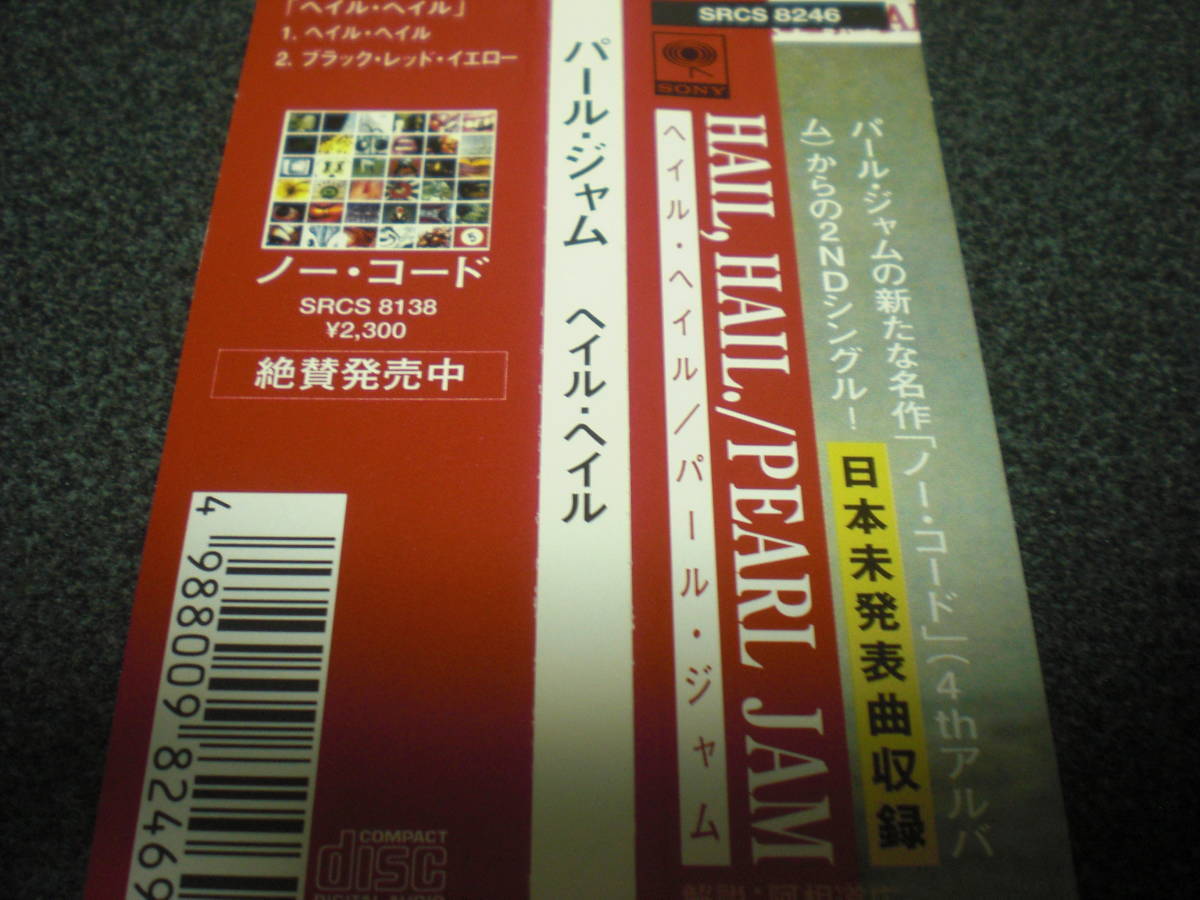 「ヘイル・ヘイル」
1. ヘイル・ヘイル
2. ブラック・レッド・イエロー
5
ノー・コード
SRCS 8138
¥2,300
絶賛発売中
4 988009 82469
COMPACT
disc
DIGITAL AUDIO
パール・ジャム ヘイル・ヘイル
SRCS 8246
SONY
HAIL, HAIL./PEARL JAM
ヘイル・ヘイル/パール・ジャム
パール・ジャムの新たな名作「ノー・コード」(4thアルバ
ム)からの2NDシングル!
日本未発表曲収録